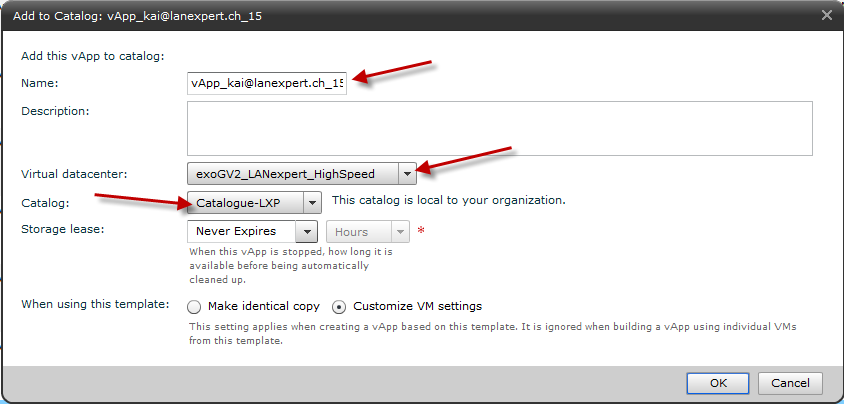 Add to Catalog: vApp_kai@lanexpert.ch_15
Add this vApp to catalog:
Name: vApp_kai@lanexpert.ch_15
Description:
Virtual datacenter: exoGV2_LANexpert_HighSpeed
Catalog: Catalogue-LXP This catalog is local to your organization.
Storage lease: Never Expires Hours *
When this vApp is stopped, how long it is
available before being automatically
cleaned up.
When using this template: Make identical copy Customize VM settings
This setting applies when creating a vApp based on this template. It is ignored when building a vApp using individual VMs
from this template.
OK Cancel